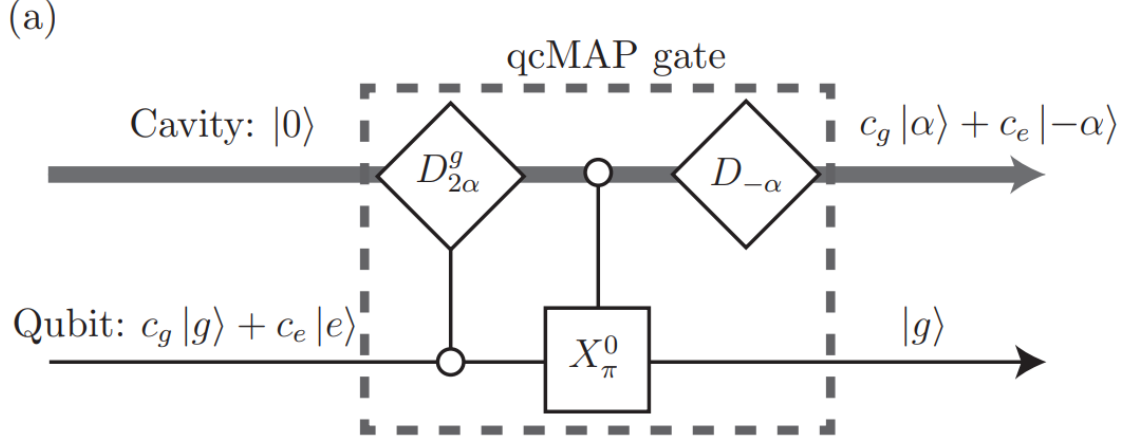 (a)
qcMAP gate
Cavity: |0⟩
c_g |α⟩ + c_e |−α⟩
D^g_{2α}
D_{−α}
Qubit: c_g |g⟩ + c_e |e⟩
X^0_π
|g⟩